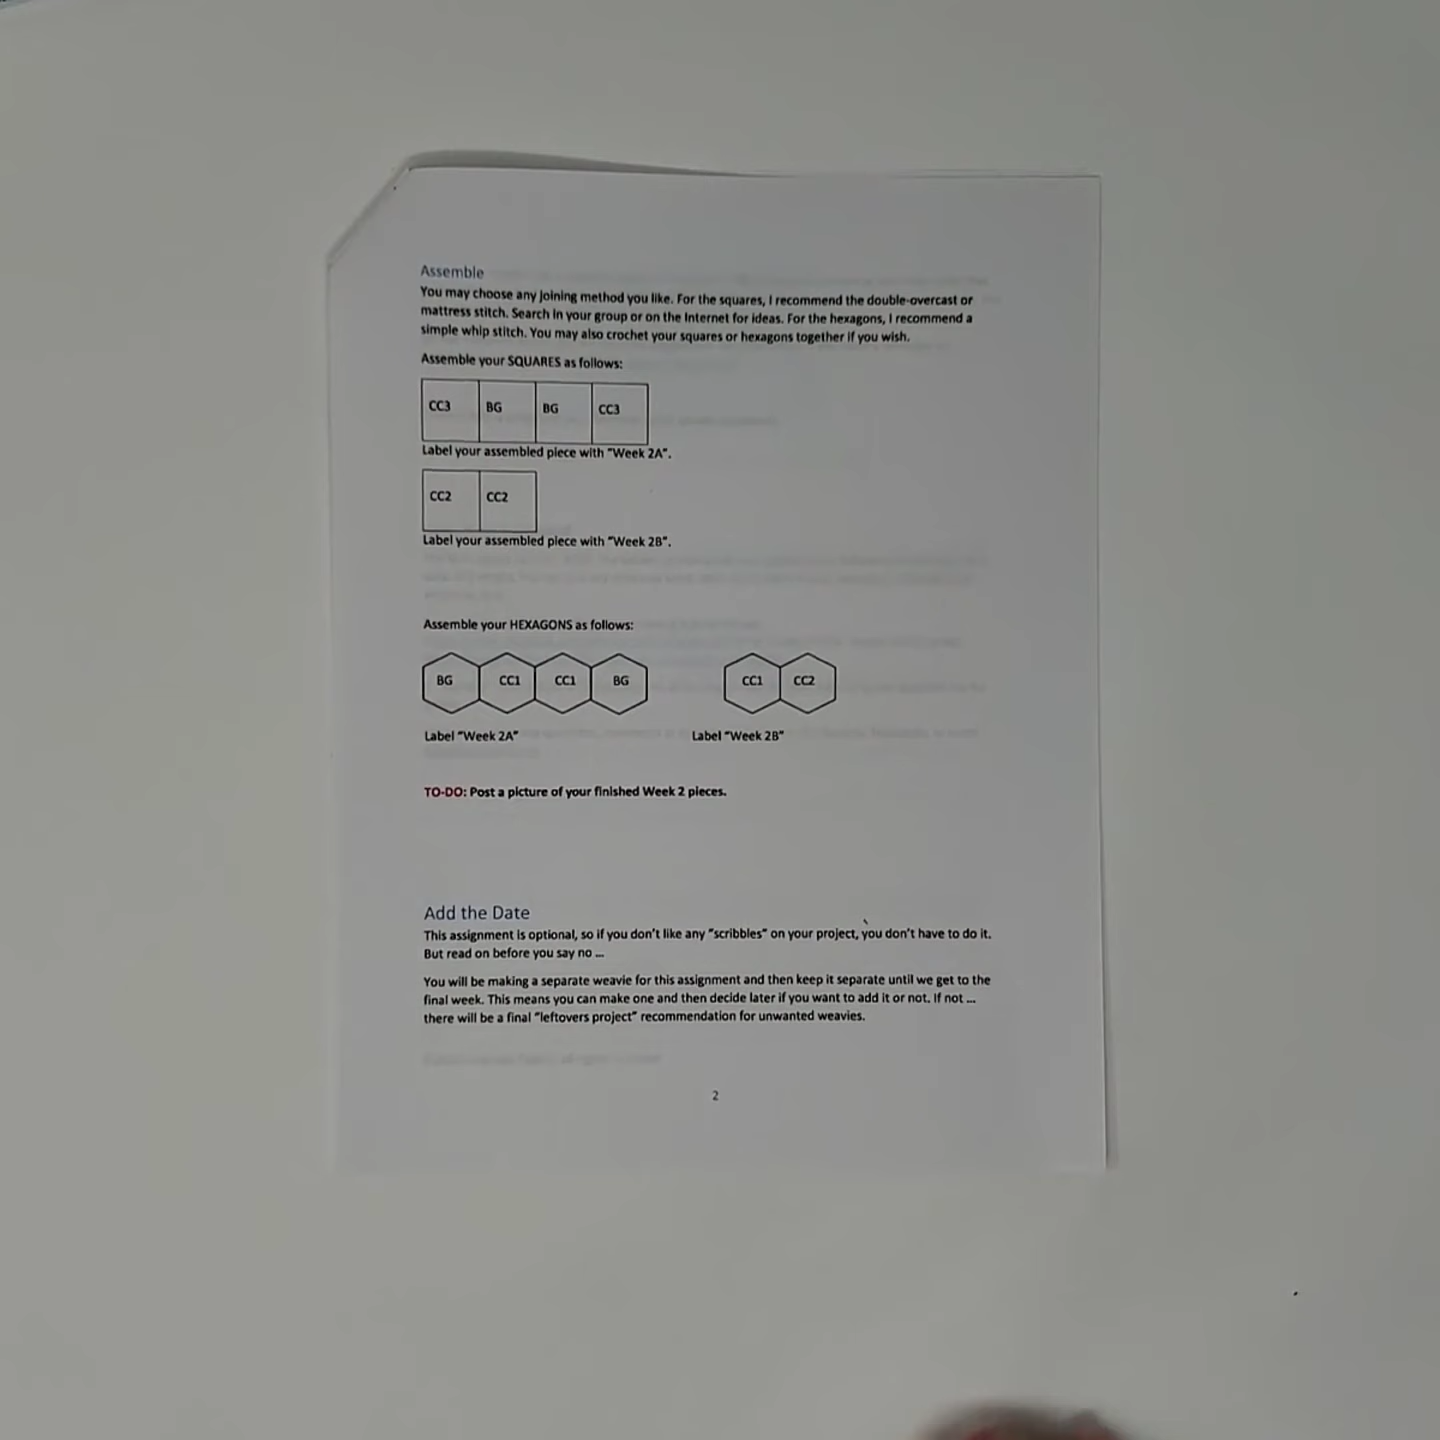 Assemble
You may choose any joining method you like. For the squares, I recommend the double-overcast or
mattress stitch. Search in your group or on the Internet for ideas. For the hexagons, I recommend a
simple whip stitch. You may also crochet your squares or hexagons together if you wish.
Assemble your SQUARES as follows:
CC3 BG BG CC3
Label your assembled piece with "Week 2A".
CC2 CC2
Label your assembled piece with "Week 2B".
Assemble your HEXAGONS as follows:
BG CC1 CC1 BG CC1 CC2
Label "Week 2A" Label "Week 2B"
TO-DO: Post a picture of your finished Week 2 pieces.
Add the Date
This assignment is optional, so if you don't like any "scribbles" on your project, you don't have to do it.
But read on before you say no ...
You will be making a separate weavie for this assignment and then keep it separate until we get to the
final week. This means you can make one and then decide later if you want to add it or not. If not ...
there will be a final "leftovers project" recommendation for unwanted weavies.
2